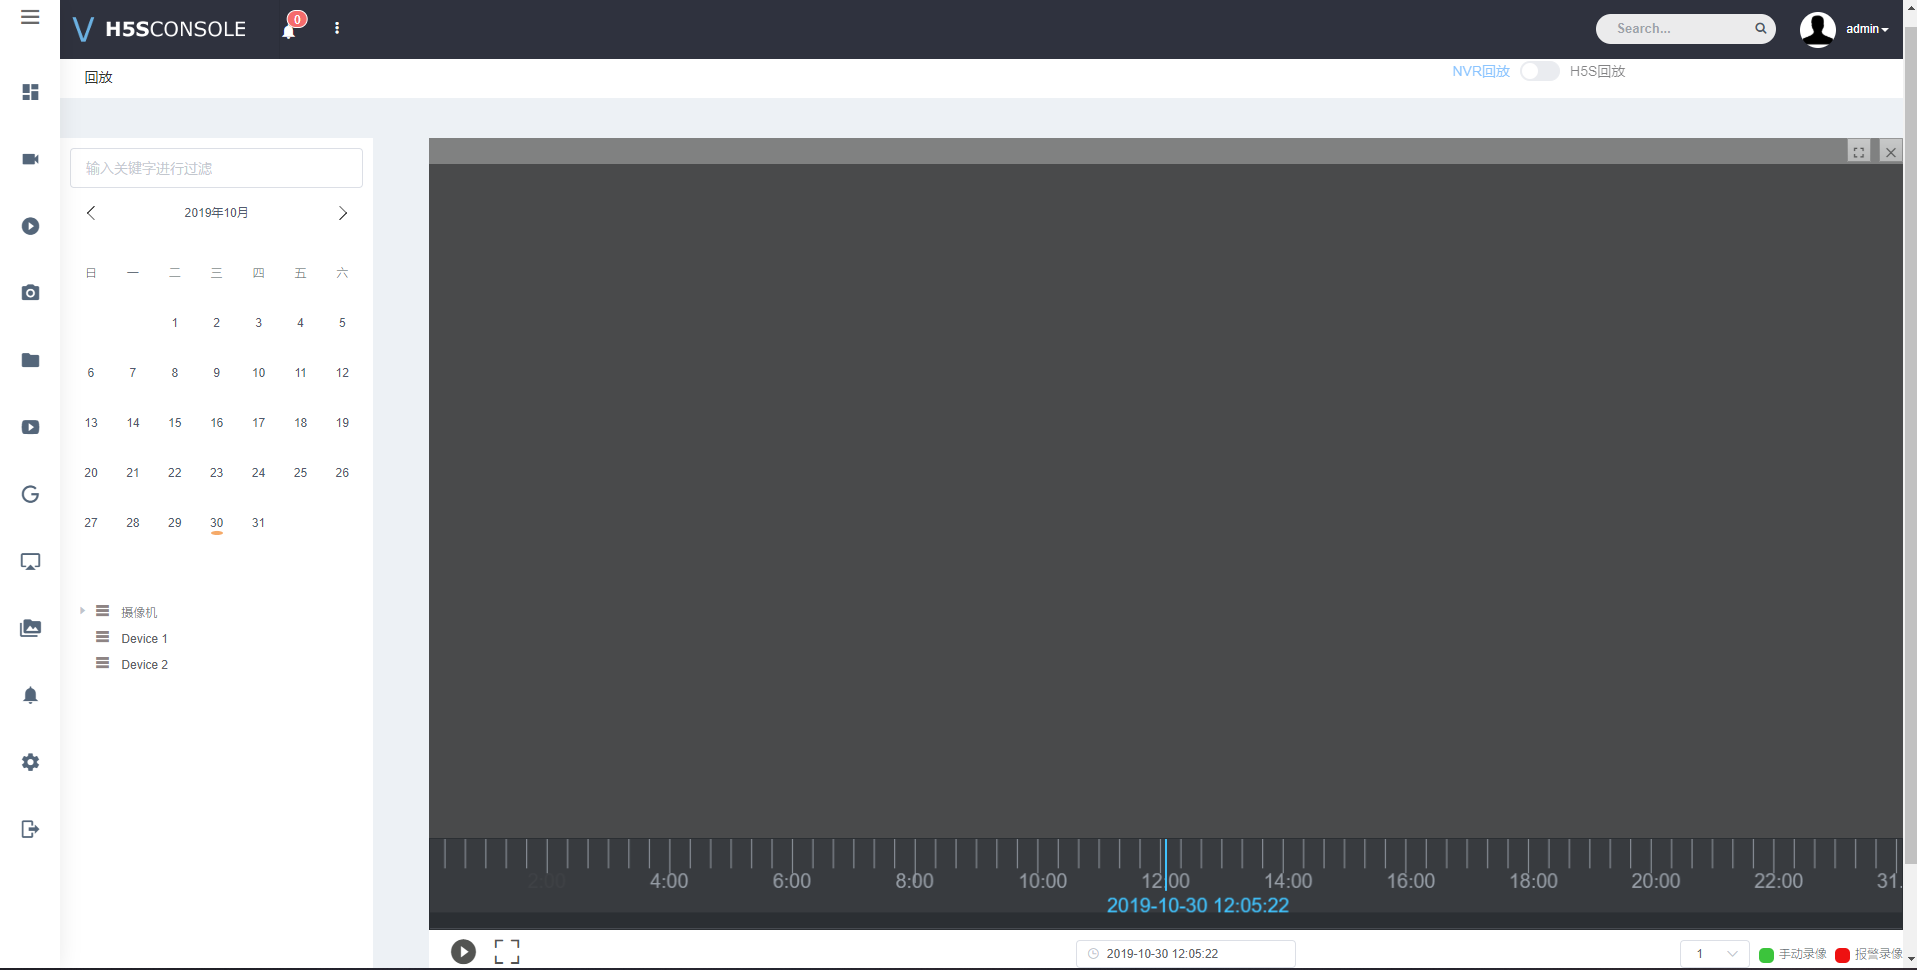 V H5SCONSOLE
0
Search...
admin
回放
NVR回放 H5S回放
输入关键字进行过滤
2019年10月
日 一 二 三 四 五 六
1 2 3 4 5
6 7 8 9 10 11 12
13 14 15 16 17 18 19
20 21 22 23 24 25 26
27 28 29 30 31
摄像机
Device 1
Device 2
2:00 4:00 6:00 8:00 10:00 12:00 14:00 16:00 18:00 20:00 22:00 31.
2019-10-30 12:05:22
2019-10-30 12:05:22
1 手动录像 报警录像